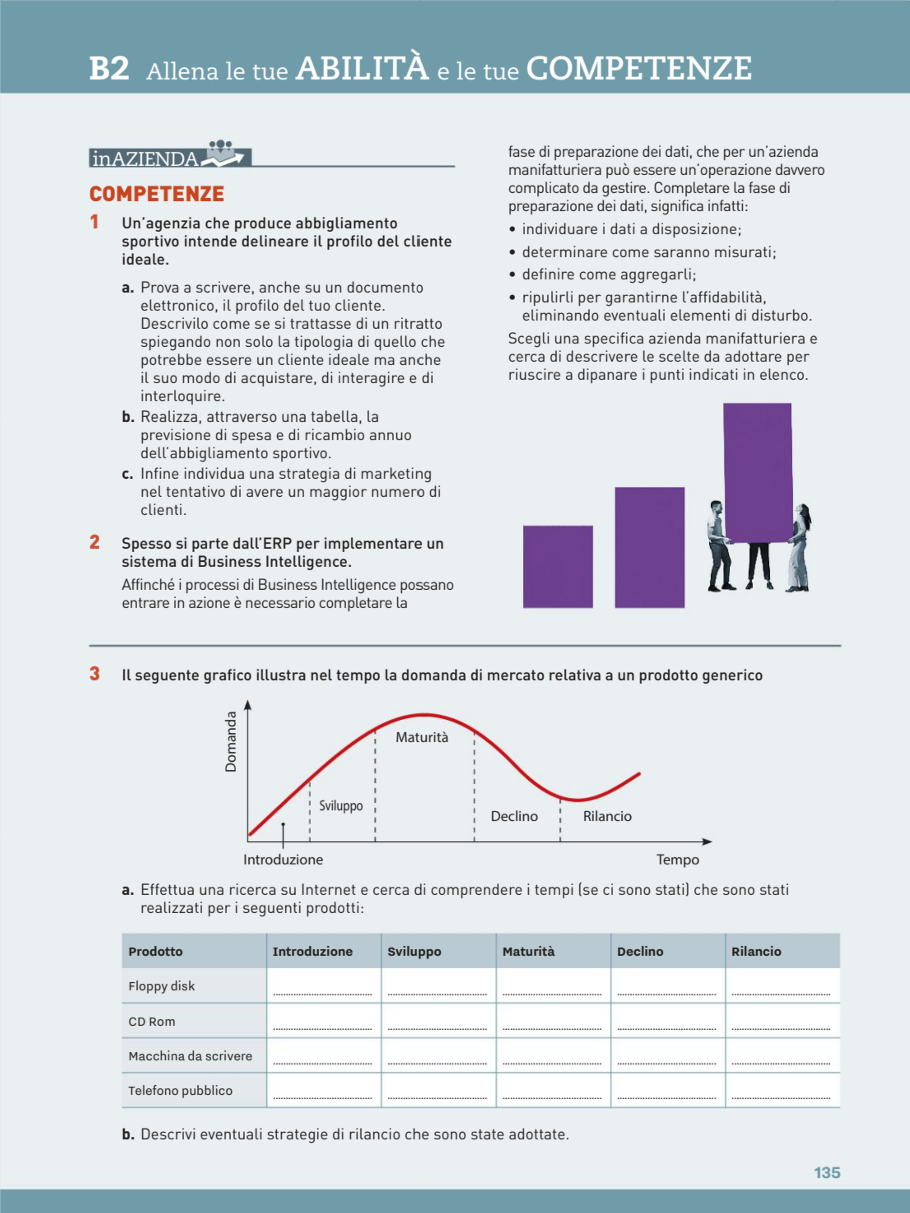 B2 Allena le tue ABILITÀ e le tue COMPETENZE
inAZIENDA
COMPETENZE
1 Un'agenzia che produce abbigliamento
sportivo intende delineare il profilo del cliente
ideale.
a. Prova a scrivere, anche su un documento
elettronico, il profilo del tuo cliente.
Descrivilo come se si trattasse di un ritratto
spiegando non solo la tipologia di quello che
potrebbe essere un cliente ideale ma anche
il suo modo di acquistare, di interagire e di
interloquire.
b. Realizza, attraverso una tabella, la
previsione di spesa e di ricambio annuo
dell'abbigliamento sportivo.
c. Infine individua una strategia di marketing
nel tentativo di avere un maggior numero di
clienti.
2 Spesso si parte dall'ERP per implementare un
sistema di Business Intelligence.
Affinché i processi di Business Intelligence possano
entrare in azione è necessario completare la
fase di preparazione dei dati, che per un'azienda
manifatturiera può essere un'operazione davvero
complicato da gestire. Completare la fase di
preparazione dei dati, significa infatti:
• individuare i dati a disposizione;
• determinare come saranno misurati;
• definire come aggregarli;
• ripulirli per garantirne l'affidabilità,
eliminando eventuali elementi di disturbo.
Scegli una specifica azienda manifatturiera e
cerca di descrivere le scelte da adottare per
riuscire a dipanare i punti indicati in elenco.
3 Il seguente grafico illustra nel tempo la domanda di mercato relativa a un prodotto generico
Domanda
Maturità
Sviluppo
Declino
Rilancio
Introduzione
Tempo
a. Effettua una ricerca su Internet e cerca di comprendere i tempi (se ci sono stati) che sono stati
realizzati per i seguenti prodotti:
Prodotto Introduzione Sviluppo Maturità Declino Rilancio
Floppy disk
CD Rom
Macchina da scrivere
Telefono pubblico
b. Descrivi eventuali strategie di rilancio che sono state adottate.
135